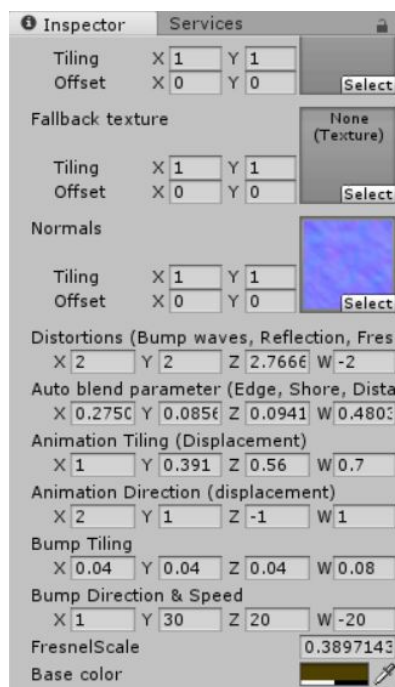 Inspector Services
Tiling X 1 Y 1
Offset X 0 Y 0 Select
Fallback texture None
(Texture)
Tiling X 1 Y 1
Offset X 0 Y 0 Select
Normals
Tiling X 1 Y 1
Offset X 0 Y 0 Select
Distortions (Bump waves, Reflection, Fres
X 2 Y 2 Z 2.7666 W -2
Auto blend parameter (Edge, Shore, Dista
X 0.2750 Y 0.0856 Z 0.0941 W 0.4803
Animation Tiling (Displacement)
X 1 Y 0.391 Z 0.56 W 0.7
Animation Direction (displacement)
X 2 Y 1 Z -1 W 1
Bump Tiling
X 0.04 Y 0.04 Z 0.04 W 0.08
Bump Direction & Speed
X 1 Y 30 Z 20 W -20
FresnelScale 0.3897143
Base color